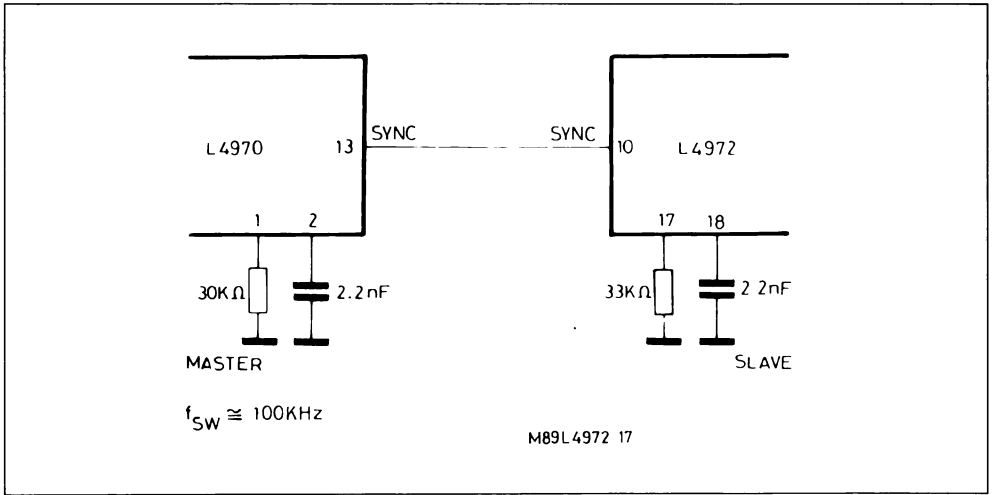 L4970 13 SYNC SYNC 10 L4972
1 2 17 18
30KΩ 2.2nF 33KΩ 2 2nF
MASTER SLAVE
fSW ≅ 100KHz
M89L4972 17